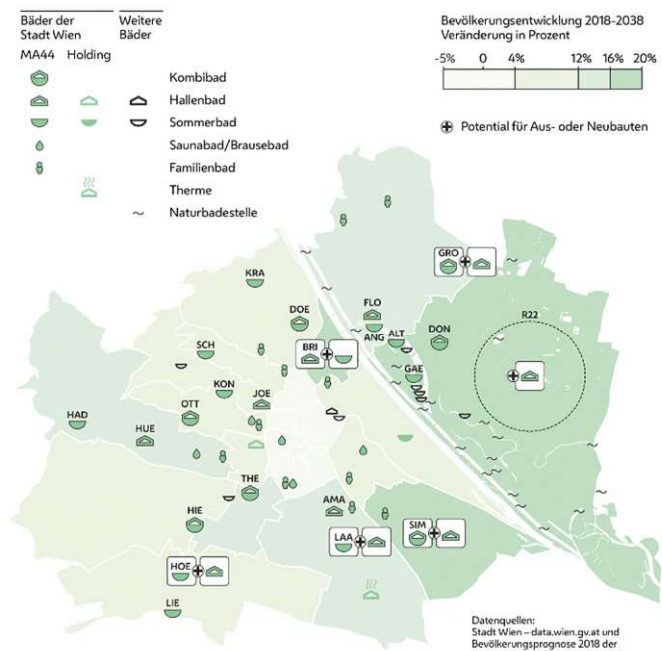 Bäder der
Stadt Wien
Weitere
Bäder
MA44
Holding
Kombibad
Hallenbad
Sommerbad
Saunabad/Brausebad
Familienbad
Therme
Naturbadestelle
Bevölkerungsentwicklung 2018-2038
Veränderung in Prozent
-5% 0 4% 12% 16% 20%
Potential für Aus- oder Neubauten
GRO
KRA
FLO
R22
DOE
ANG
ALT
DON
SCH
BRI
GAE
KON
JOE
OTT
HAD
HUE
THE
AMA
HIE
LAA
SIM
HOE
LIE
Datenquellen:
Stadt Wien – data.wien.gv.at und
Bevölkerungsprognose 2018 der